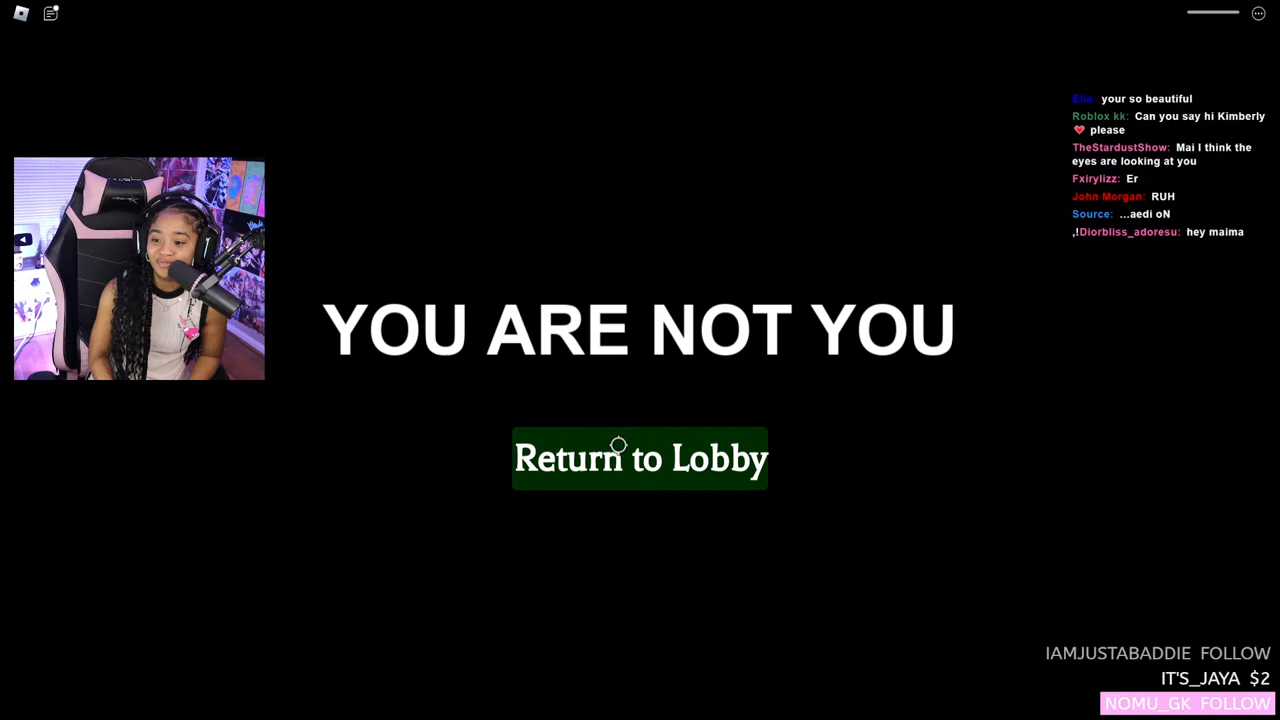 Elia: your so beautiful
Roblox kk: Can you say hi Kimberly
❤️ please
TheStardustShow: Mai I think the
eyes are looking at you
Fxirylizz: Er
John Morgan: RUH
Source: ...aedi oN
,!Diorbliss_adoresu: hey maima
YOU ARE NOT YOU
Return to Lobby
IAMJUSTABADDIE FOLLOW
IT'S_JAYA $2
NOMU_GK FOLLOW